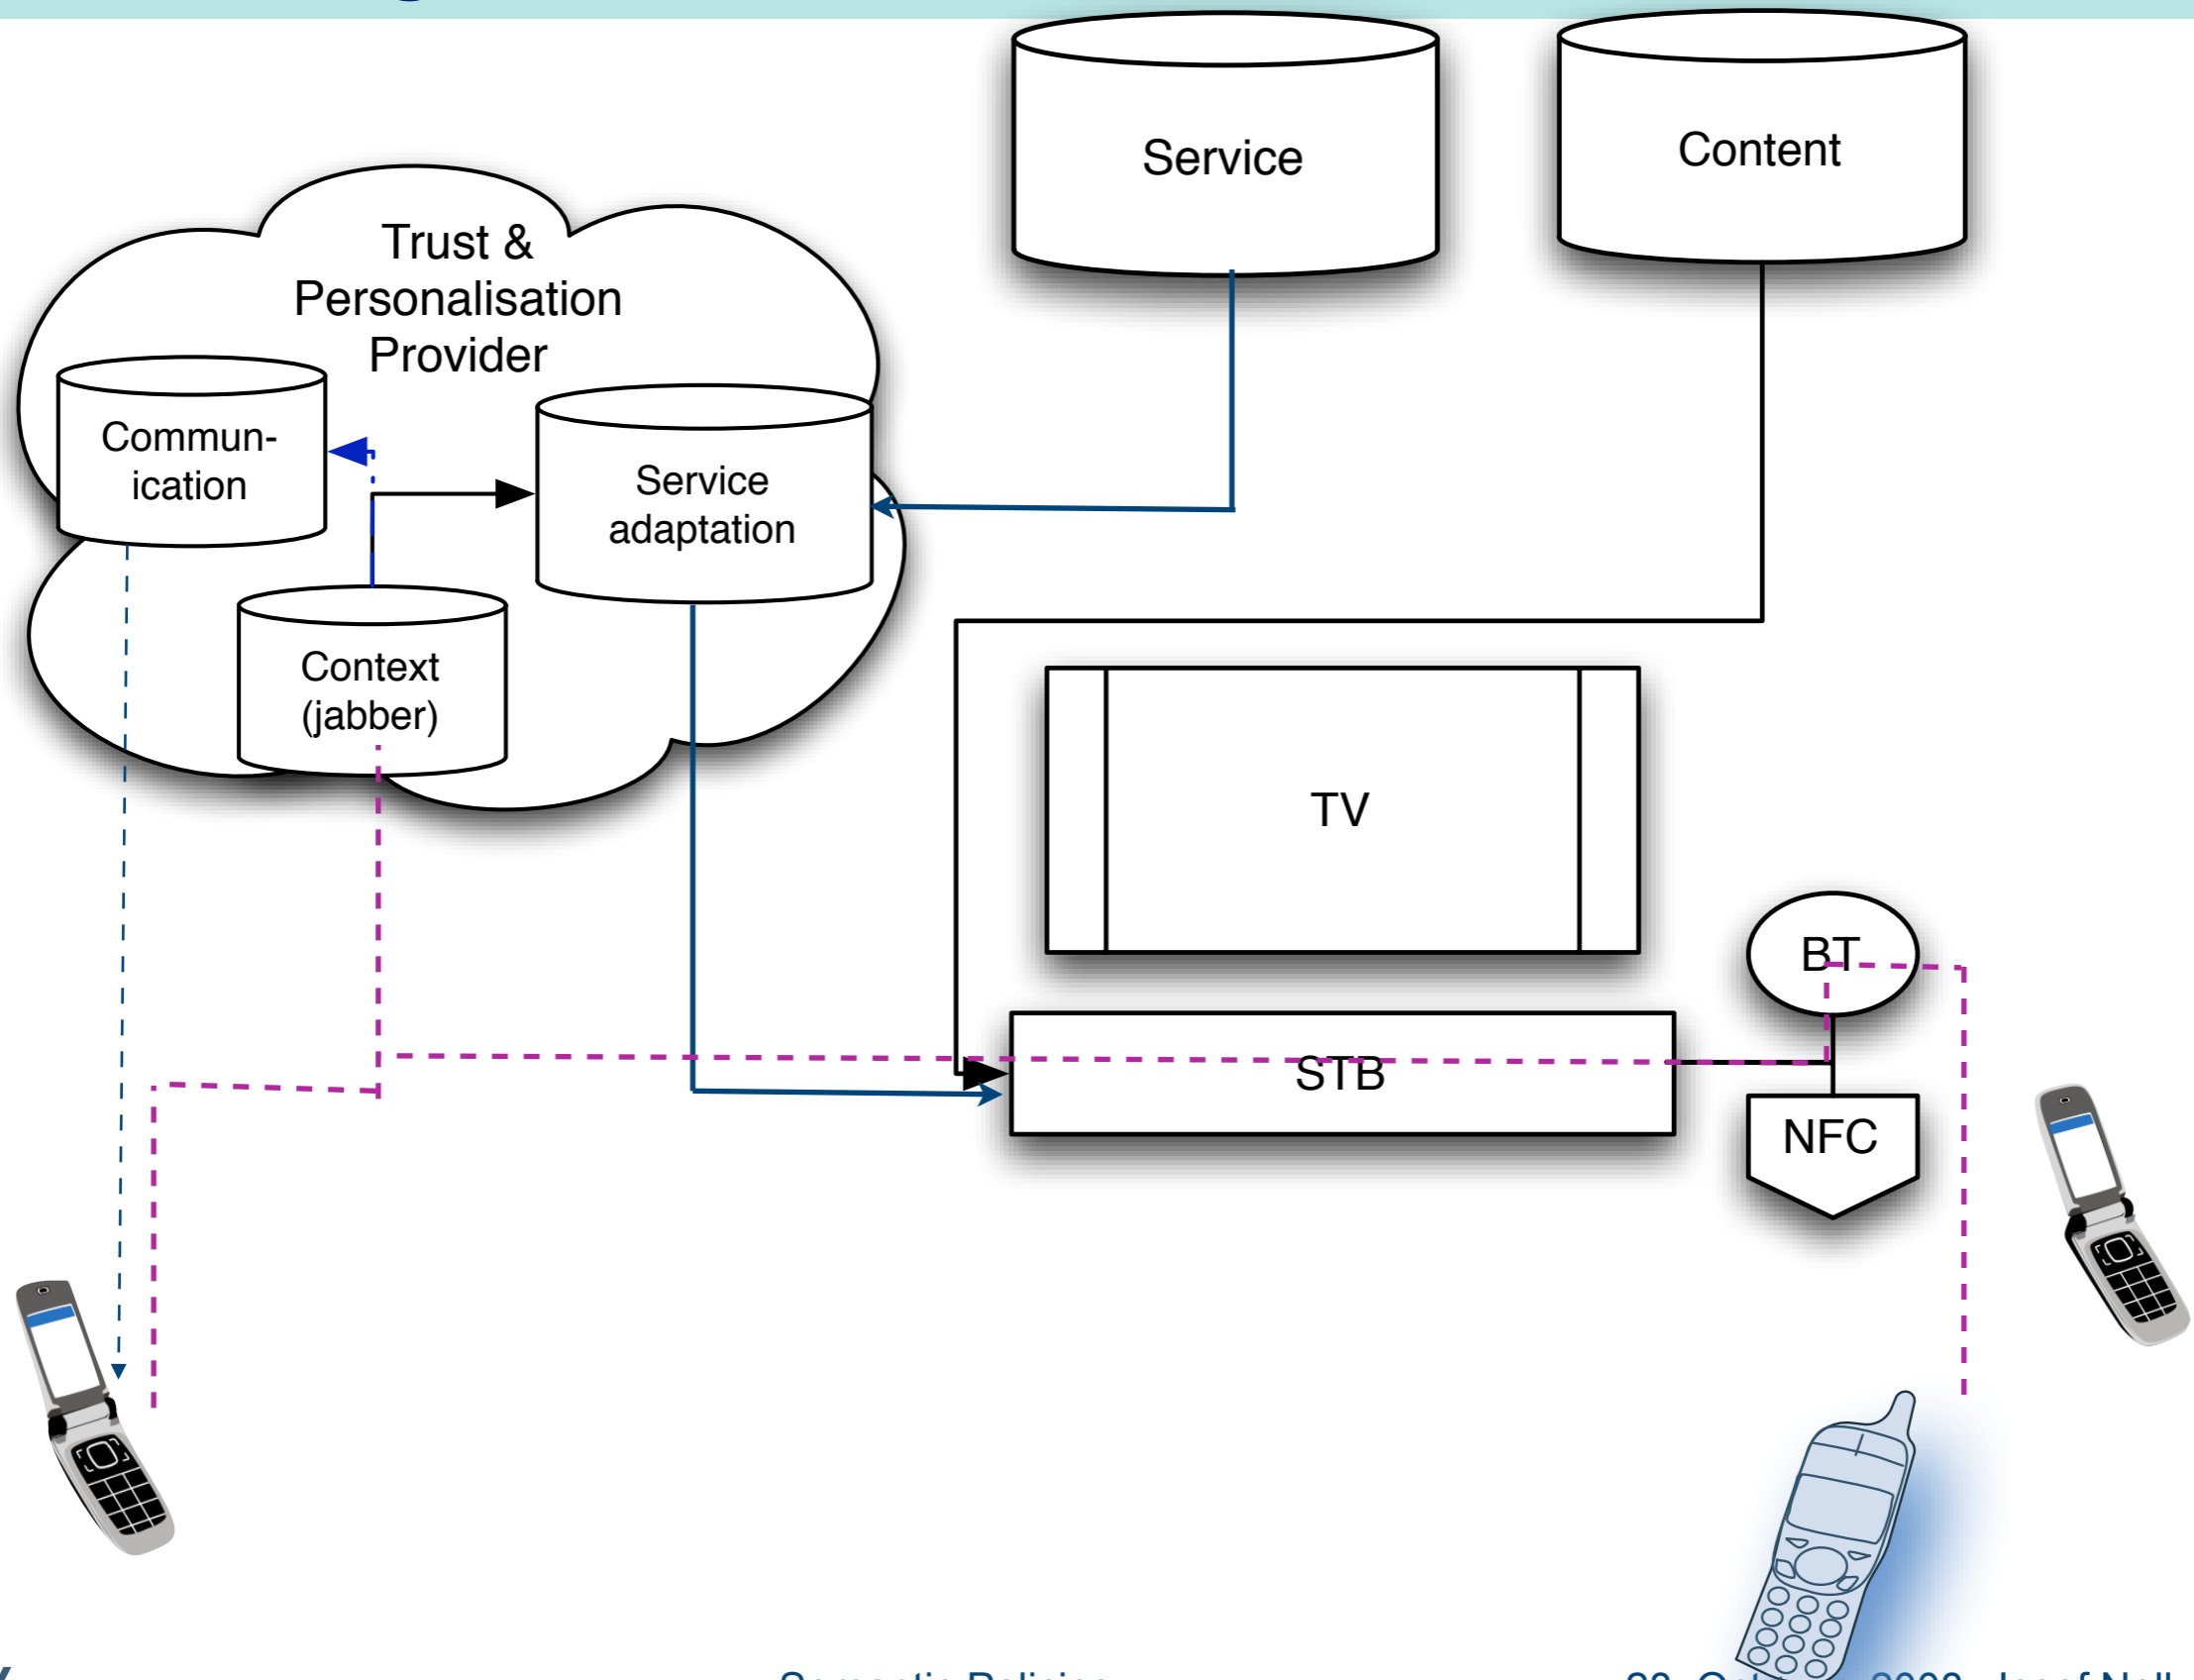 Service
Content
Trust &
Personalisation
Provider
Commun-
ication
Service
adaptation
Context
(jabber)
TV
BT
STB
NFC